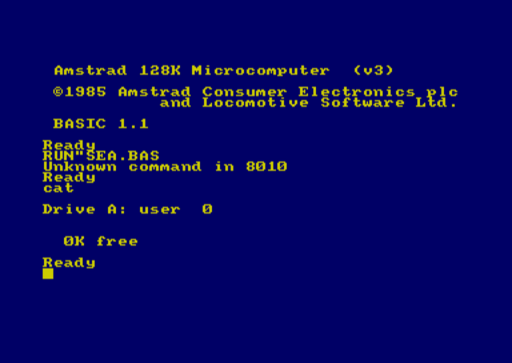 Amstrad 128K Microcomputer (v3)
©1985 Amstrad Consumer Electronics plc
and Locomotive Software Ltd.
BASIC 1.1
Ready
RUN"SEA.BAS
Unknown command in 8010
Ready
cat
Drive A: user 0
0K free
Ready